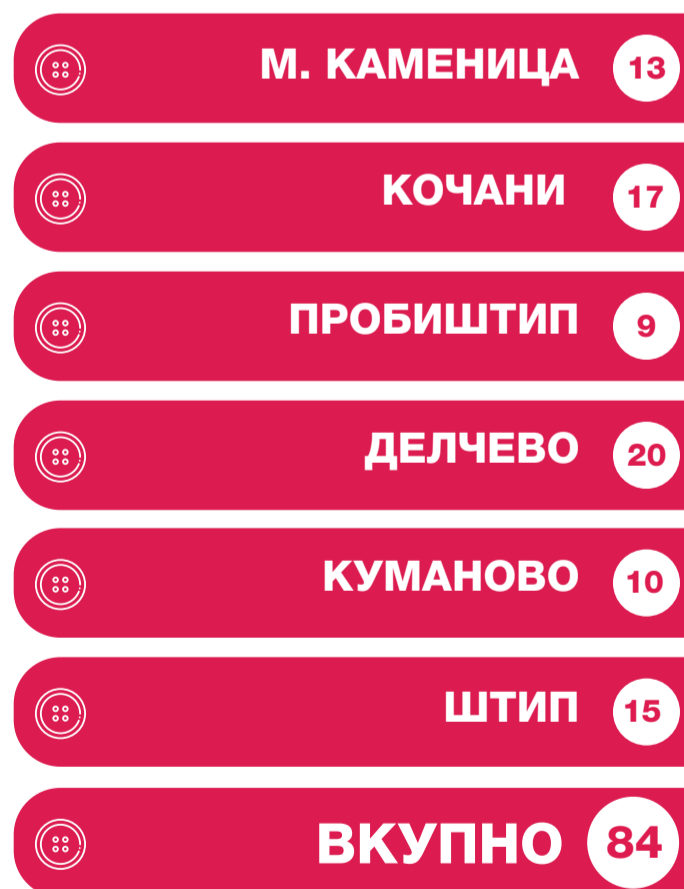 М. КАМЕНИЦА 13
КОЧАНИ 17
ПРОБИШТИП 9
ДЕЛЧЕВО 20
КУМАНОВО 10
ШТИП 15
ВКУПНО 84